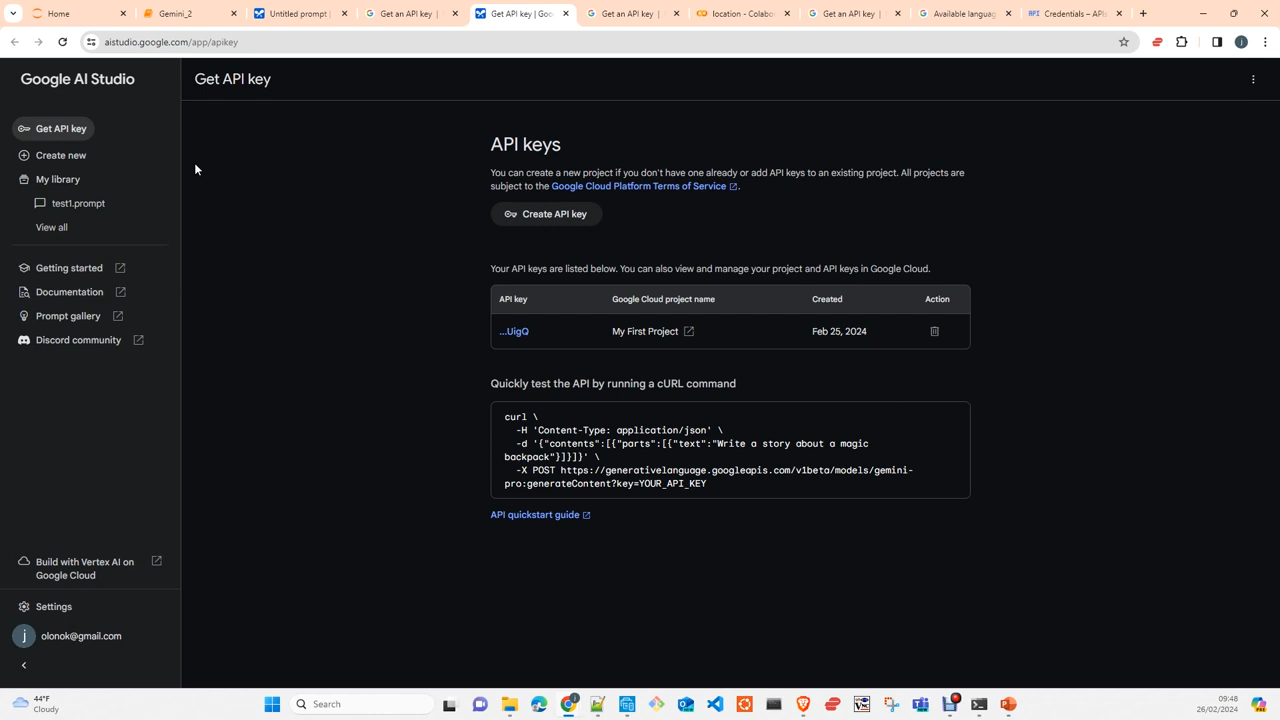 Home
Gemini_2
Untitled prompt |
Get an API key |
Get API key | Goo
Get an API key |
location - Colabo
Get an API key |
Available languag
API Credentials – APIs
aistudio.google.com/app/apikey
j
Google AI Studio
Get API key
Get API key
Create new
My library
test1.prompt
View all
Getting started
Documentation
Prompt gallery
Discord community
Build with Vertex AI on
Google Cloud
Settings
j olonok@gmail.com
API keys
You can create a new project if you don't have one already or add API keys to an existing project. All projects are
subject to the Google Cloud Platform Terms of Service .
Create API key
Your API keys are listed below. You can also view and manage your project and API keys in Google Cloud.
API key Google Cloud project name Created Action
...UigQ My First Project Feb 25, 2024
Quickly test the API by running a cURL command
curl \
-H 'Content-Type: application/json' \
-d '{"contents":[{"parts":[{"text":"Write a story about a magic
backpack"}]}]}' \
-X POST https://generativelanguage.googleapis.com/v1beta/models/gemini-
pro:generateContent?key=YOUR_API_KEY
API quickstart guide
44°F
Cloudy
Search
09:48
26/02/2024